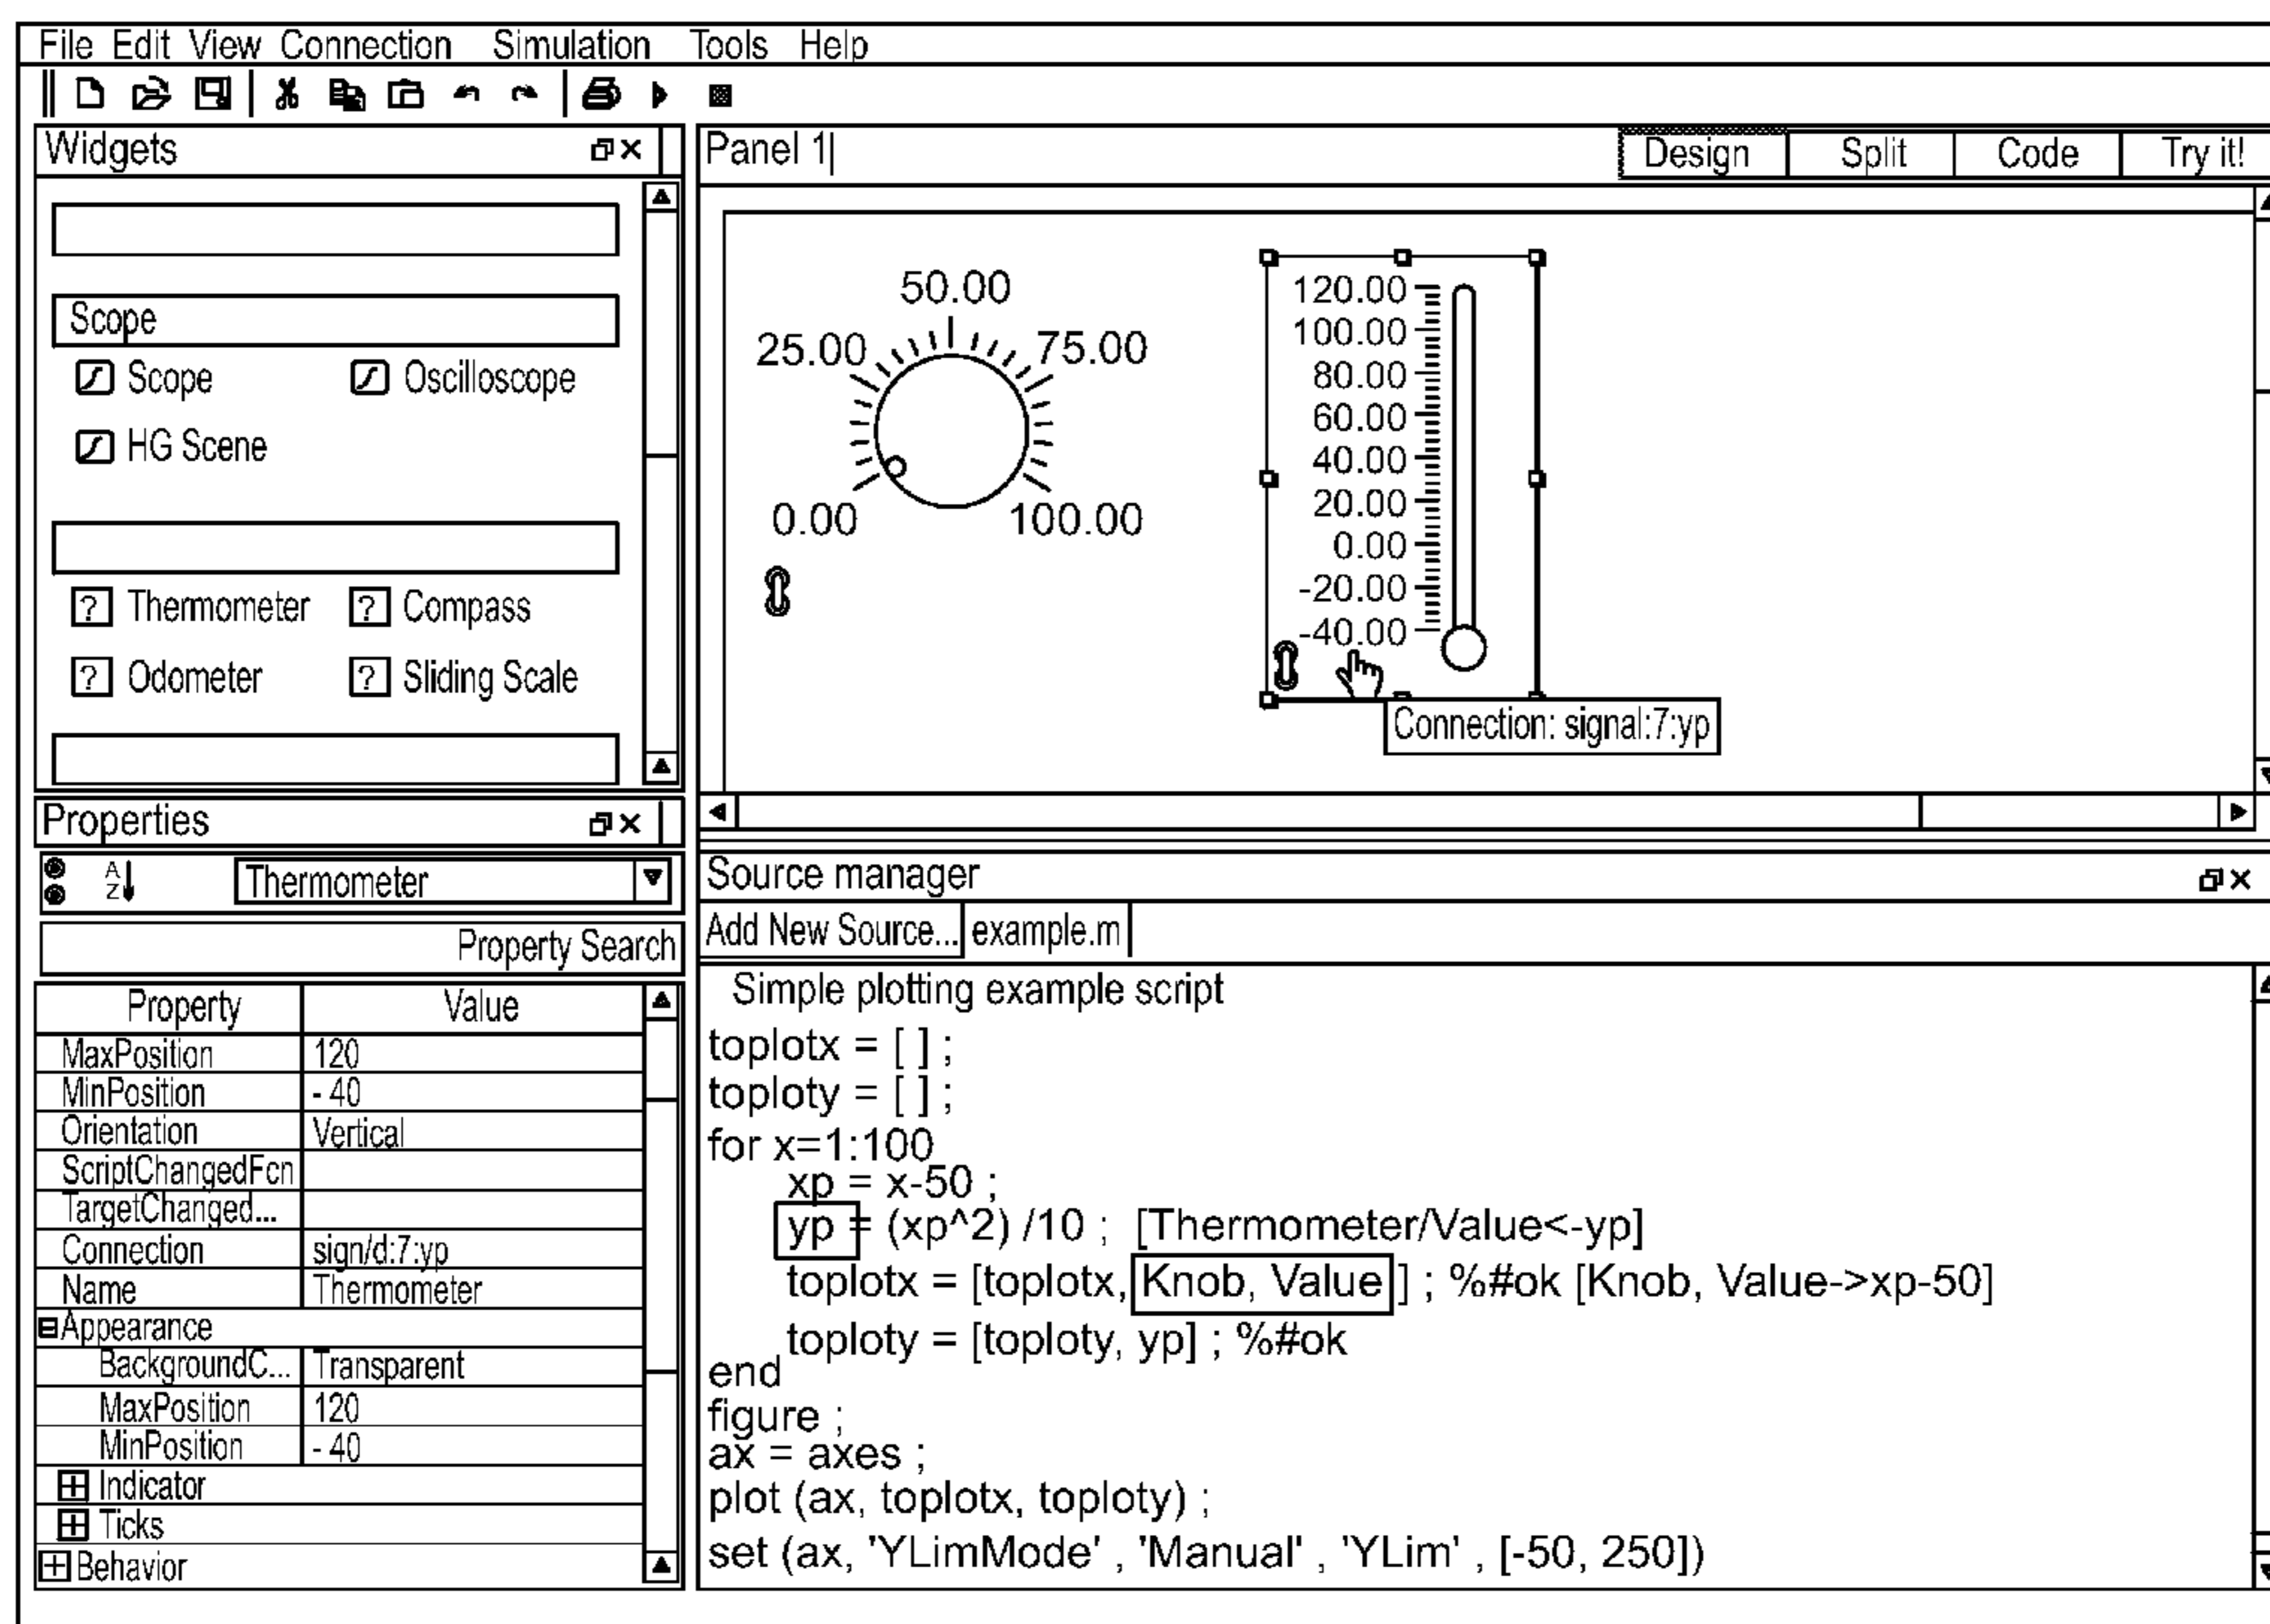 File Edit View Connection Simulation Tools Help
Widgets
Scope
Scope Oscilloscope
HG Scene
? Thermometer ? Compass
? Odometer ? Sliding Scale
Properties
A
Z
Thermometer
Property Search
Property Value
MaxPosition 120
MinPosition - 40
Orientation Vertical
ScriptChangedFcn
TargetChanged...
Connection sign/d:7:yp
Name Thermometer
Appearance
BackgroundC... Transparent
MaxPosition 120
MinPosition - 40
Indicator
Ticks
Behavior
Panel 1
Design Split Code Try it!
50.00
25.00 75.00
0.00 100.00
120.00
100.00
80.00
60.00
40.00
20.00
0.00
-20.00
-40.00
Connection: signal:7:yp
Source manager
Add New Source... example.m
Simple plotting example script
toplotx = [ ] ;
toploty = [ ] ;
for x=1:100
xp = x-50 ;
yp = (xp^2) /10 ; [Thermometer/Value<-yp]
toplotx = [toplotx, Knob, Value] ; %#ok [Knob, Value->xp-50]
toploty = [toploty, yp] ; %#ok
end
figure ;
ax = axes ;
plot (ax, toplotx, toploty) ;
set (ax, 'YLimMode' , 'Manual' , 'YLim' , [-50, 250])